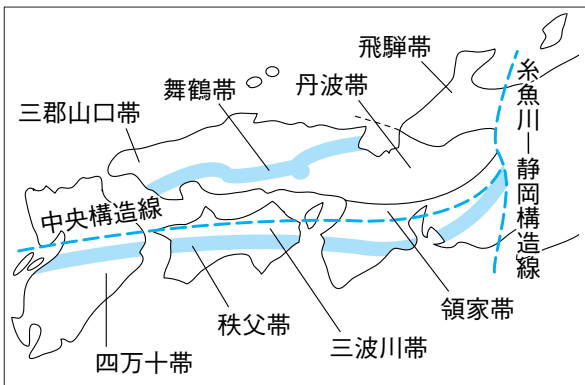 飛騨帯
舞鶴帯
丹波帯
三郡山口帯
糸魚川―静岡構造線
中央構造線
領家帯
秩父帯
三波川帯
四万十帯